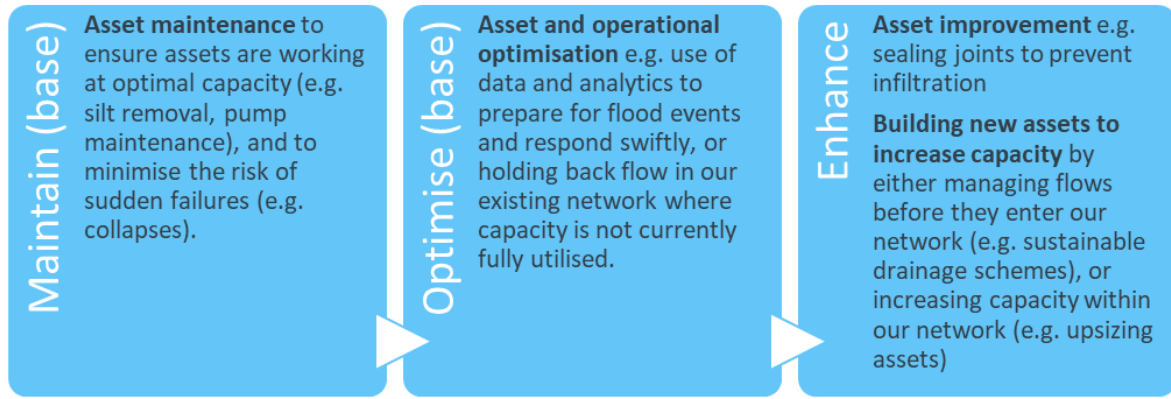 Maintain (base)
Asset maintenance to
ensure assets are working
at optimal capacity (e.g.
silt removal, pump
maintenance), and to
minimise the risk of
sudden failures (e.g.
collapses).
Optimise (base)
Asset and operational
optimisation e.g. use of
data and analytics to
prepare for flood events
and respond swiftly, or
holding back flow in our
existing network where
capacity is not currently
fully utilised.
Enhance
Asset improvement e.g.
sealing joints to prevent
infiltration
Building new assets to
increase capacity by
either managing flows
before they enter our
network (e.g. sustainable
drainage schemes), or
increasing capacity within
our network (e.g. upsizing
assets)